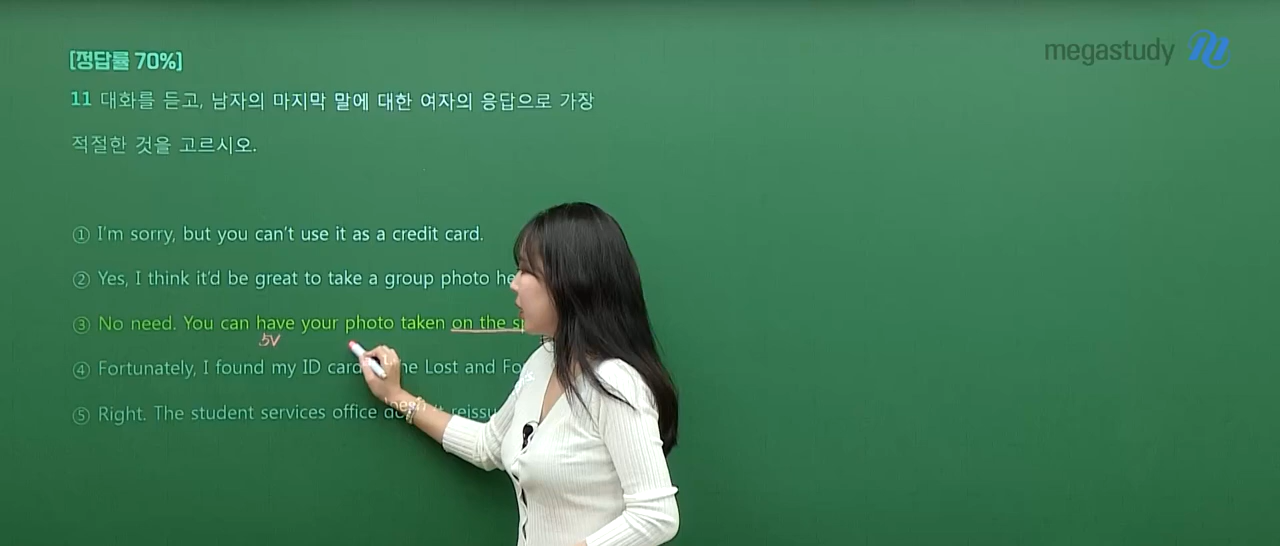 megastudy
[정답률 70%]
11 대화를 듣고, 남자의 마지막 말에 대한 여자의 응답으로 가장
적절한 것을 고르시오.
① I'm sorry, but you can't use it as a credit card.
② Yes, I think it'd be great to take a group photo
③ No need. You can have your photo taken on the
5V
④ Fortunately, I found my ID card Lost and
⑤ Right. The student services office